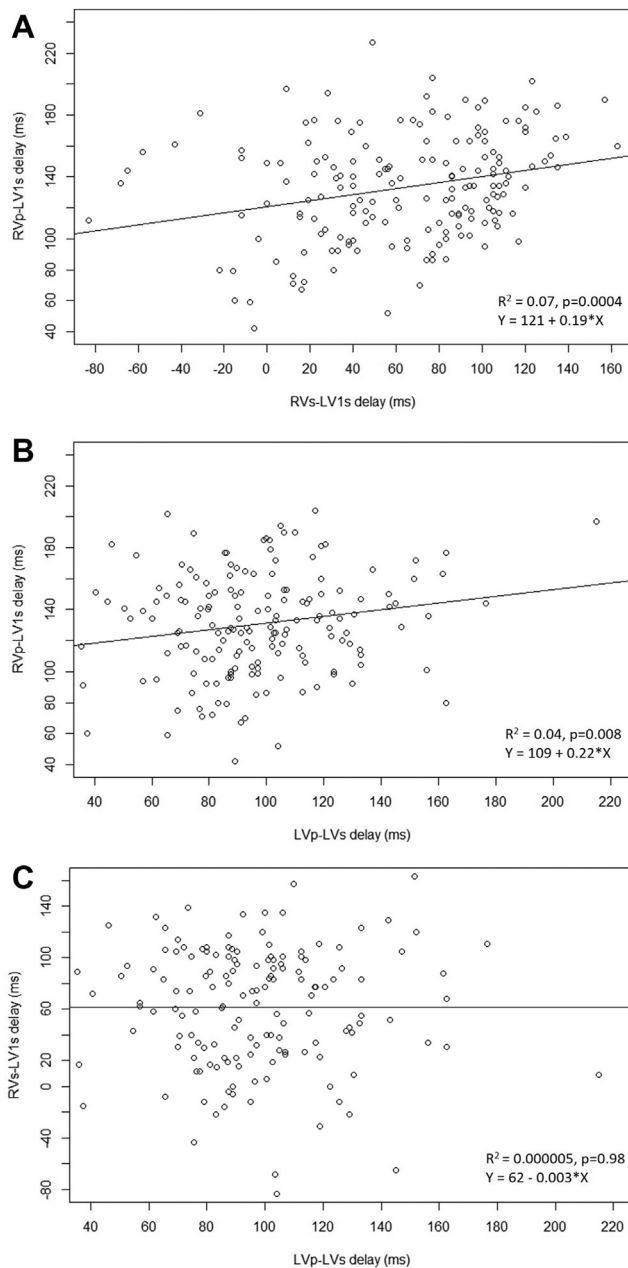 A
220
180
140
100
80
60
40
RVp-LV1s delay (ms)
-80 -60 -40 -20 0 20 40 60 80 100 120 140 160
RVs-LV1s delay (ms)
R² = 0.07, p=0.0004
Y = 121 + 0.19*X
B
220
180
140
100
80
60
40
RVp-LV1s delay (ms)
40 60 80 100 120 140 160 180 200 220
LVp-LVs delay (ms)
R² = 0.04, p=0.008
Y = 109 + 0.22*X
C
140
100
60
20
0
-40
-80
RVs-LV1s delay (ms)
40 60 80 100 120 140 160 180 200 220
LVp-LVs delay (ms)
R² = 0.000005, p=0.98
Y = 62 - 0.003*X